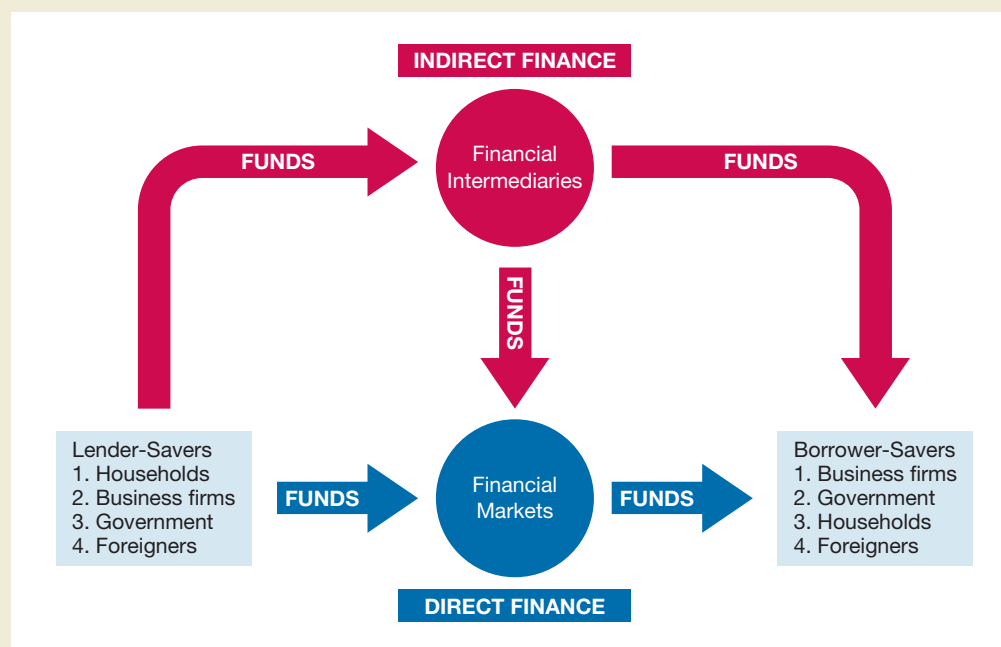 INDIRECT FINANCE
FUNDS
Financial
Intermediaries
FUNDS
FUNDS
Lender-Savers
1. Households
2. Business firms
3. Government
4. Foreigners
FUNDS
Financial
Markets
FUNDS
Borrower-Savers
1. Business firms
2. Government
3. Households
4. Foreigners
DIRECT FINANCE